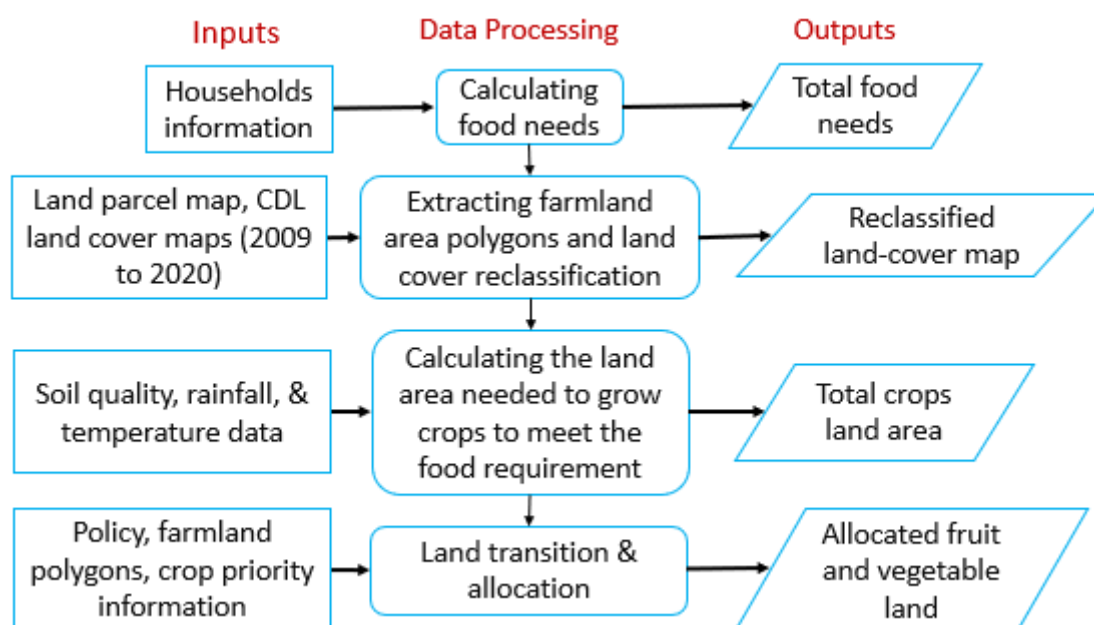 Inputs
Data Processing
Outputs
Households
information
Calculating
food needs
Total food
needs
Land parcel map, CDL
land cover maps (2009
to 2020)
Extracting farmland
area polygons and land
cover reclassification
Reclassified
land-cover map
Soil quality, rainfall, &
temperature data
Calculating the land
area needed to grow
crops to meet the
food requirement
Total crops
land area
Policy, farmland
polygons, crop priority
information
Land transition &
allocation
Allocated fruit
and vegetable
land